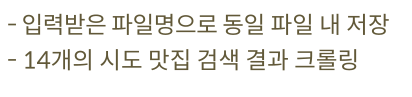 - 입력받은 파일명으로 동일 파일 내 저장
- 14개의 시도 맛집 검색 결과 크롤링